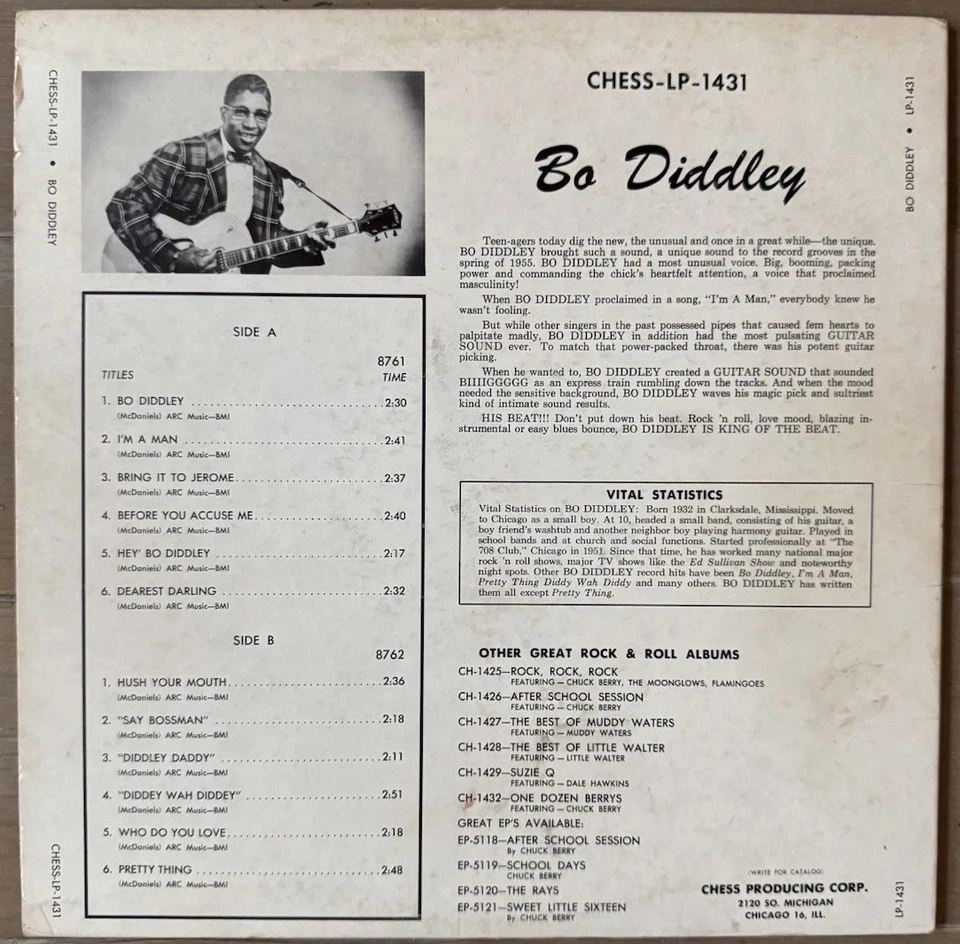 CHESS-LP-1431 • BO DIDDLEY
BO DIDDLEY • LP-1431
CHESS-LP-1431
Bo Diddley
Teen-agers today dig the new, the unusual and once in a great while—the unique.
BO DIDDLEY brought such a sound, a unique sound to the record grooves in the
spring of 1955. BO DIDDLEY had a most unusual voice. Big, booming, packing
power and commanding the chick's heartfelt attention, a voice that proclaimed
masculinity!
When BO DIDDLEY proclaimed in a song, "I'm A Man," everybody knew he
wasn't fooling.
But while other singers in the past possessed pipes that caused fem hearts to
palpitate madly, BO DIDDLEY in addition had the most pulsating GUITAR
SOUND ever. To match that power-packed throat, there was his potent guitar
picking.
When he wanted to, BO DIDDLEY created a GUITAR SOUND that sounded
BIIIIGGGGG as an express train rumbling down the tracks. And when the mood
needed the sensitive background, BO DIDDLEY waves his magic pick and sultriest
kind of intimate sound results.
HIS BEAT!!! Don't put down his beat. Rock 'n roll, love mood, blazing in-
strumental or easy blues bounce, BO DIDDLEY IS KING OF THE BEAT.
SIDE A
8761
TITLES TIME
1. BO DIDDLEY ........ 2:30
(McDaniels) ARC Music—BMI
2. I'M A MAN ........ 2:41
(McDaniels) ARC Music—BMI
3. BRING IT TO JEROME ........ 2:37
(McDaniels) ARC Music—BMI
4. BEFORE YOU ACCUSE ME ........ 2:40
(McDaniels) ARC Music—BMI
5. HEY' BO DIDDLEY ........ 2:17
(McDaniels) ARC Music—BMI
6. DEAREST DARLING ........ 2:32
(McDaniels) ARC Music—BMI
SIDE B
8762
1. HUSH YOUR MOUTH ........ 2:36
(McDaniels) ARC Music—BMI
2. "SAY BOSSMAN" ........ 2:18
(McDaniels) ARC Music—BMI
3. "DIDDLEY DADDY" ........ 2:11
(McDaniels) ARC Music—BMI
4. "DIDDEY WAH DIDDEY" ........ 2:51
(McDaniels) ARC Music—BMI
5. WHO DO YOU LOVE ........ 2:18
(McDaniels) ARC Music—BMI
6. PRETTY THING ........ 2:48
(McDaniels) ARC Music—BMI
VITAL STATISTICS
Vital Statistics on BO DIDDLEY: Born 1932 in Clarksdale, Mississippi. Moved
to Chicago as a small boy. At 10, headed a small band, consisting of his guitar, a
boy friend's washtub and another neighbor boy playing harmony guitar. Played in
school bands and at church and social functions. Started professionally at "The
708 Club," Chicago in 1951. Since that time, he has worked many national major
rock 'n roll shows, major TV shows like the Ed Sullivan Show and noteworthy
night spots. Other BO DIDDLEY record hits have been Bo Diddley, I'm A Man,
Pretty Thing Diddy Wah Diddy and many others. BO DIDDLEY has written
them all except Pretty Thing.
OTHER GREAT ROCK & ROLL ALBUMS
CH-1425—ROCK, ROCK, ROCK
FEATURING — CHUCK BERRY, THE MOONGLOWS, FLAMINGOES
CH-1426—AFTER SCHOOL SESSION
FEATURING — CHUCK BERRY
CH-1427—THE BEST OF MUDDY WATERS
FEATURING — MUDDY WATERS
CH-1428—THE BEST OF LITTLE WALTER
FEATURING — LITTLE WALTER
CH-1429—SUZIE Q
FEATURING — DALE HAWKINS
CH-1432—ONE DOZEN BERRYS
FEATURING — CHUCK BERRY
GREAT EP'S AVAILABLE:
EP-5118—AFTER SCHOOL SESSION
By CHUCK BERRY
EP-5119—SCHOOL DAYS
CHUCK BERRY
EP-5120—THE RAYS
EP-5121—SWEET LITTLE SIXTEEN
By CHUCK BERRY
(WRITE FOR CATALOG)
CHESS PRODUCING CORP.
2120 SO. MICHIGAN
CHICAGO 16, ILL.
CHESS-LP-1431
LP-1431